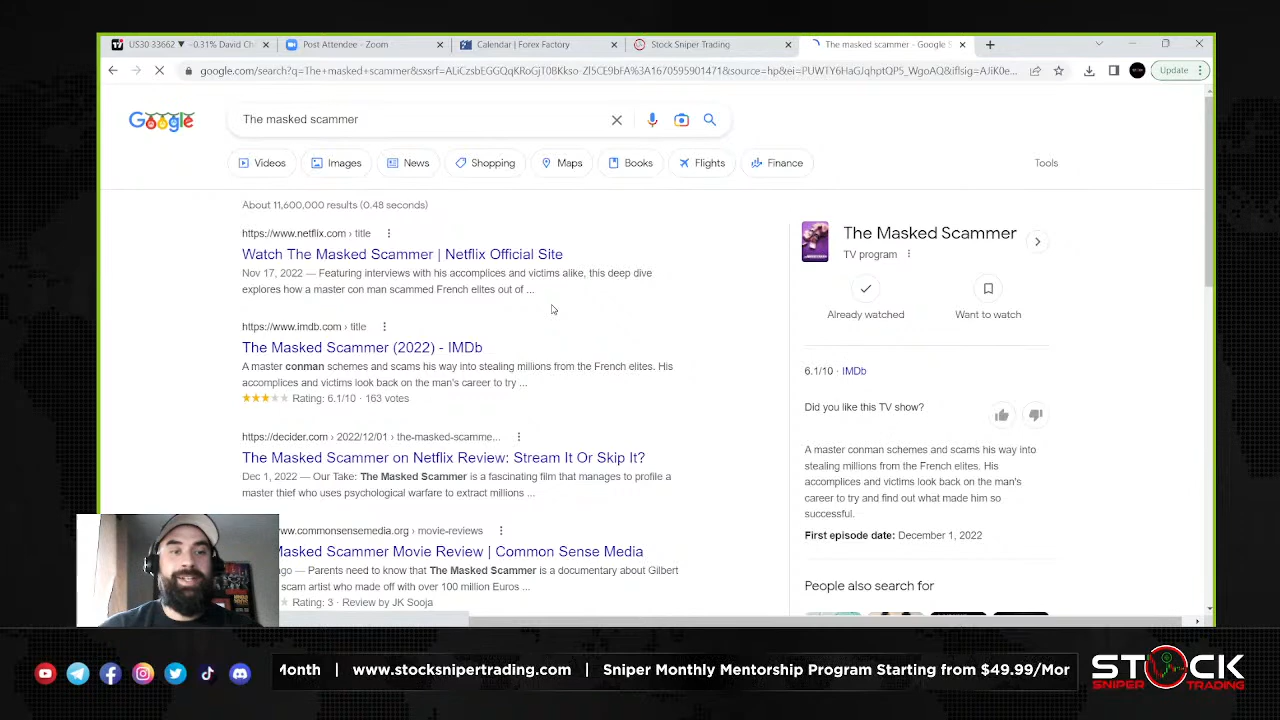 US30 33662 ▼ −0.31% David Ch
Post Attendee - Zoom
Calendar | Forex Factory
Stock Sniper Trading
The masked scammer - Google S
Update
Google
The masked scammer
Videos
Images
News
Shopping
Maps
Books
Flights
Finance
Tools
About 11,600,000 results (0.48 seconds)
https://www.netflix.com › title
Watch The Masked Scammer | Netflix Official Site
Nov 17, 2022 — Featuring interviews with his accomplices and victims alike, this deep dive
explores how a master con man scammed French elites out of ...
https://www.imdb.com › title
The Masked Scammer (2022) - IMDb
A master conman schemes and scams his way into stealing millions from the French elites. His
accomplices and victims look back on the man's career to try ...
Rating: 6.1/10 · 163 votes
https://decider.com › 2022/12/01 › the-masked-scamme...
The Masked Scammer on Netflix Review: Stream It Or Skip It?
Dec 1, 2022 — Our Take: The Masked Scammer is a fascinating film that manages to profile a
master thief who uses psychological warfare to extract millions ...
www.commonsensemedia.org › movie-reviews
Masked Scammer Movie Review | Common Sense Media
ago — Parents need to know that The Masked Scammer is a documentary about Gilbert
scam artist who made off with over 100 million Euros ...
Rating: 3 · Review by JK Sooja
The Masked Scammer
TV program
Already watched
Want to watch
6.1/10 · IMDb
Did you like this TV show?
A master conman schemes and scams his way into
stealing millions from the French elites. His
accomplices and victims look back on the man's
career to try and find out what made him so
successful.
First episode date: December 1, 2022
People also search for
Month | www.stocksnipertrading.com | Sniper Monthly Mentorship Program Starting from $49.99/Mor
STOCK
SNIPER TRADING